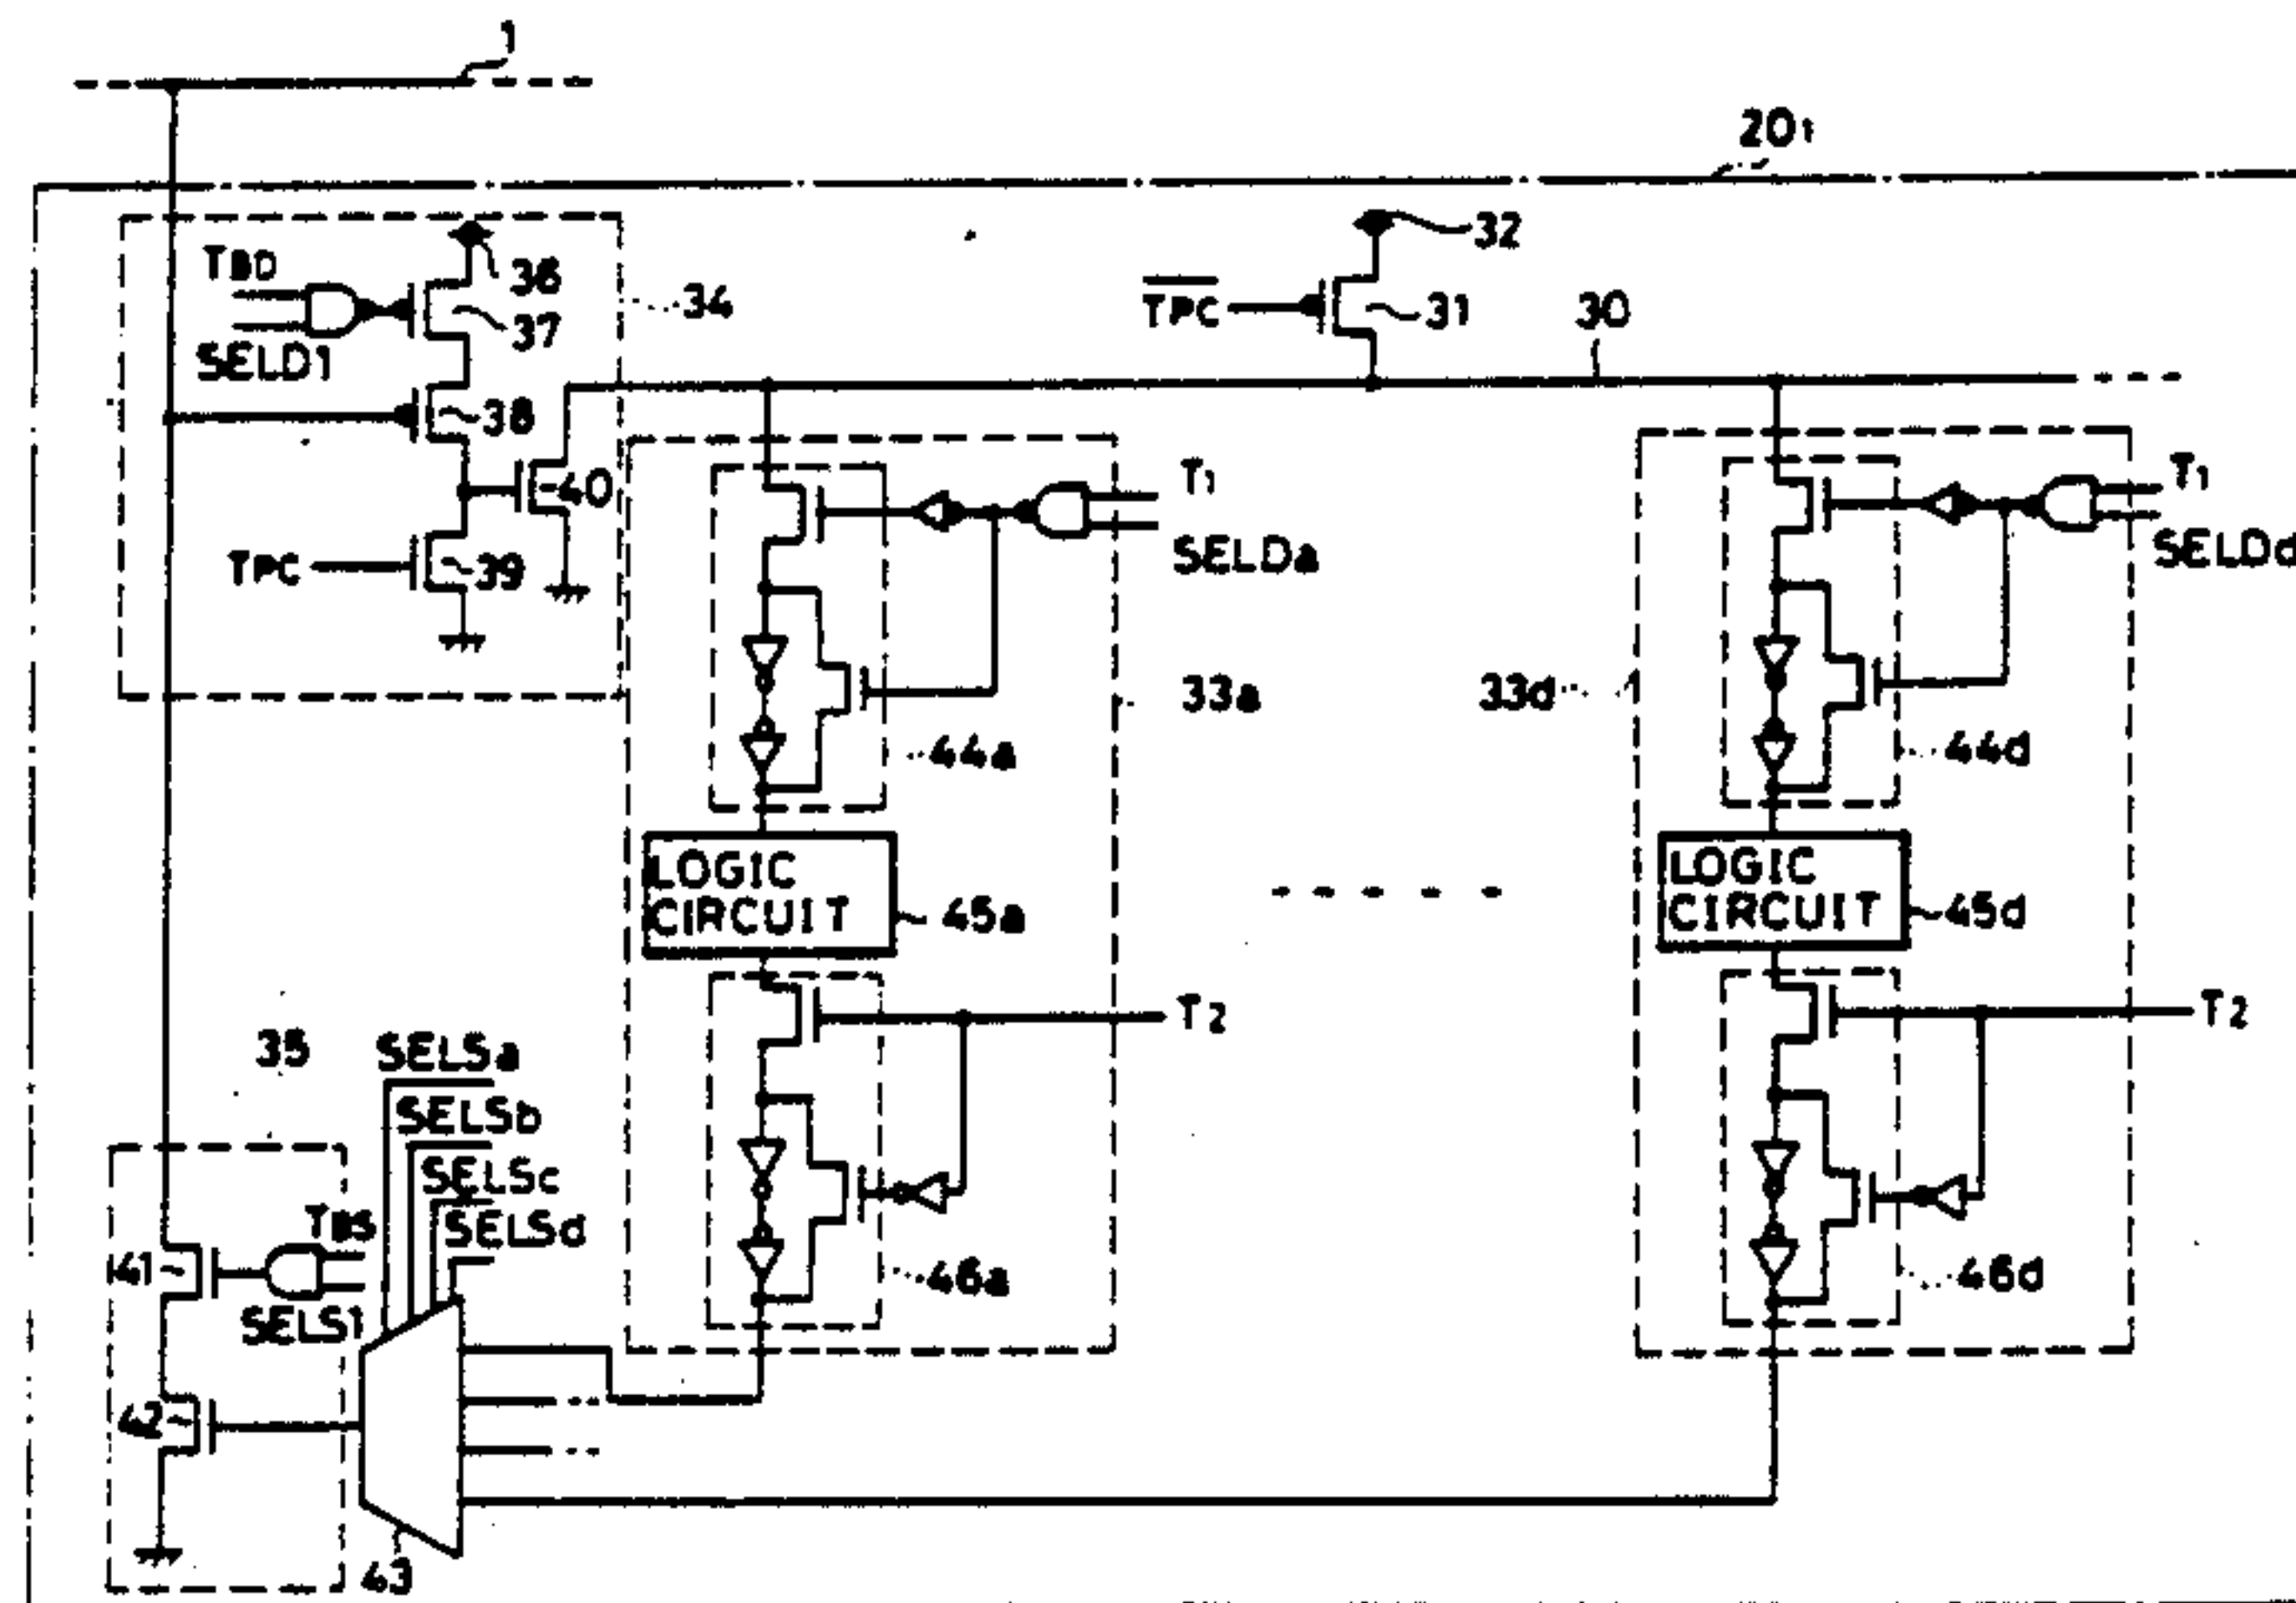 1
20₁
TBD
36
37
34
SELD1
38
40
TPC
39
32
TPC
31
30
T1
SELDa
T1
SELDd
33a
33d
44a
44d
LOGIC
CIRCUIT
45a
LOGIC
CIRCUIT
45d
T2
T2
35
SELSa
SELSb
SELSc
SELSd
TBS
41
SELS1
46a
46d
42
43